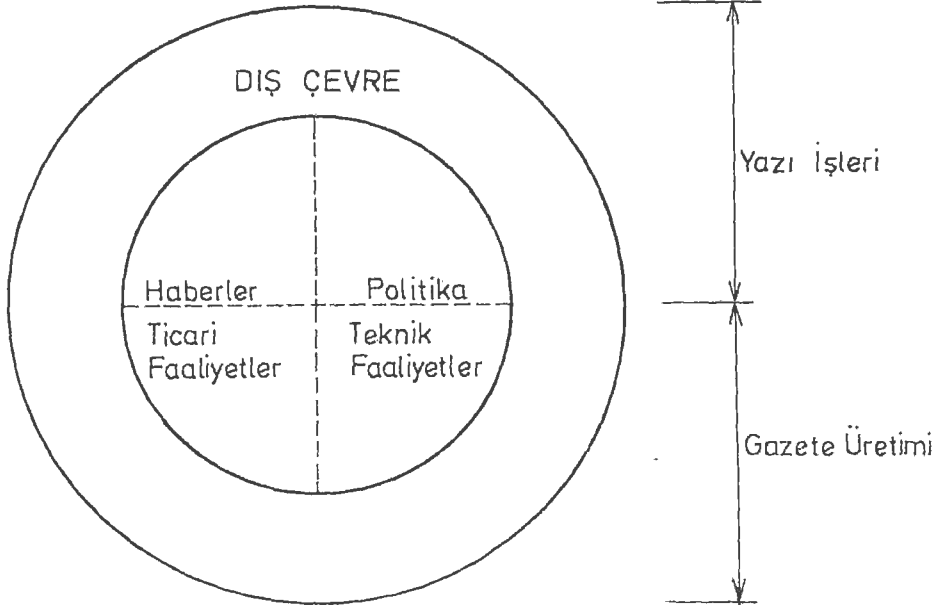 DIŞ ÇEVRE
Yazı İşleri
Haberler
Politika
Ticari
Faaliyetler
Teknik
Faaliyetler
Gazete Üretimi